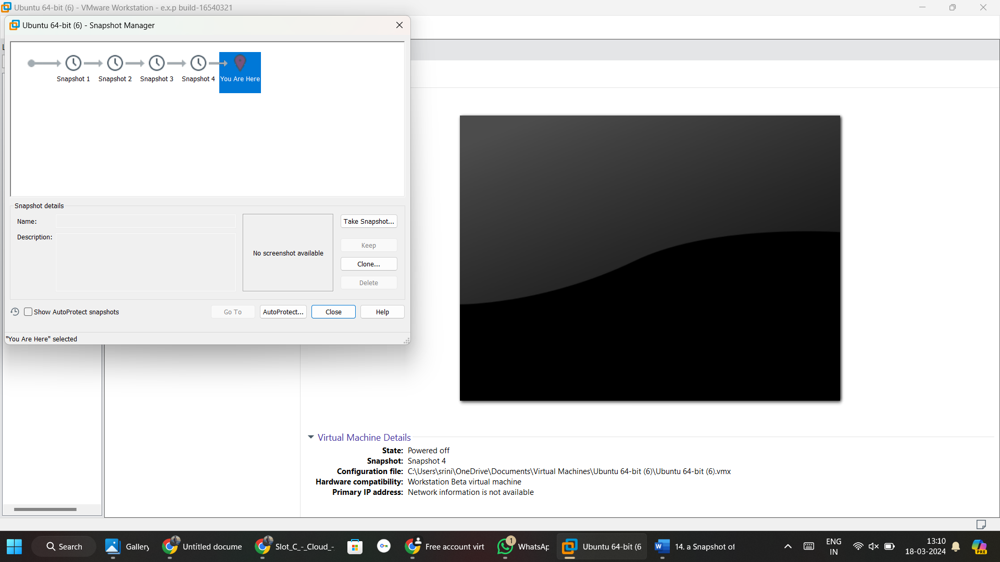 Ubuntu 64-bit (6) - VMware Workstation - e.x.p build-16540321
Ubuntu 64-bit (6) - Snapshot Manager
Snapshot 1
Snapshot 2
Snapshot 3
Snapshot 4
You Are Here
Snapshot details
Name:
Description:
No screenshot available
Take Snapshot...
Keep
Clone...
Delete
Show AutoProtect snapshots
Go To
AutoProtect...
Close
Help
"You Are Here" selected
Virtual Machine Details
State: Powered off
Snapshot: Snapshot 4
Configuration file: C:\Users\srini\OneDrive\Documents\Virtual Machines\Ubuntu 64-bit (6)\Ubuntu 64-bit (6).vmx
Hardware compatibility: Workstation Beta virtual machine
Primary IP address: Network information is not available
Search
Gallery
Untitled docume
Slot_C_-_Cloud_-
Free account virt
1
WhatsAp
Ubuntu 64-bit (6
W
14. a Snapshot of
ENG
IN
13:10
18-03-2024
PRE